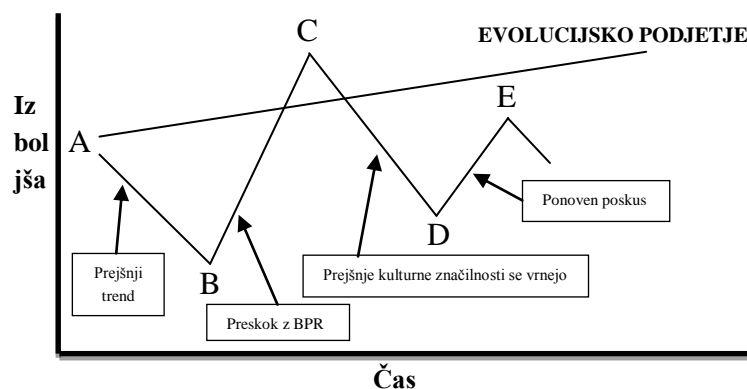 C
EVOLUCIJSKO PODJETJE
Iz
bol
jša
A
E
Ponoven poskus
D
Prejšnji
trend
B
Prejšnje kulturne značilnosti se vrnejo
Preskok z BPR
Čas